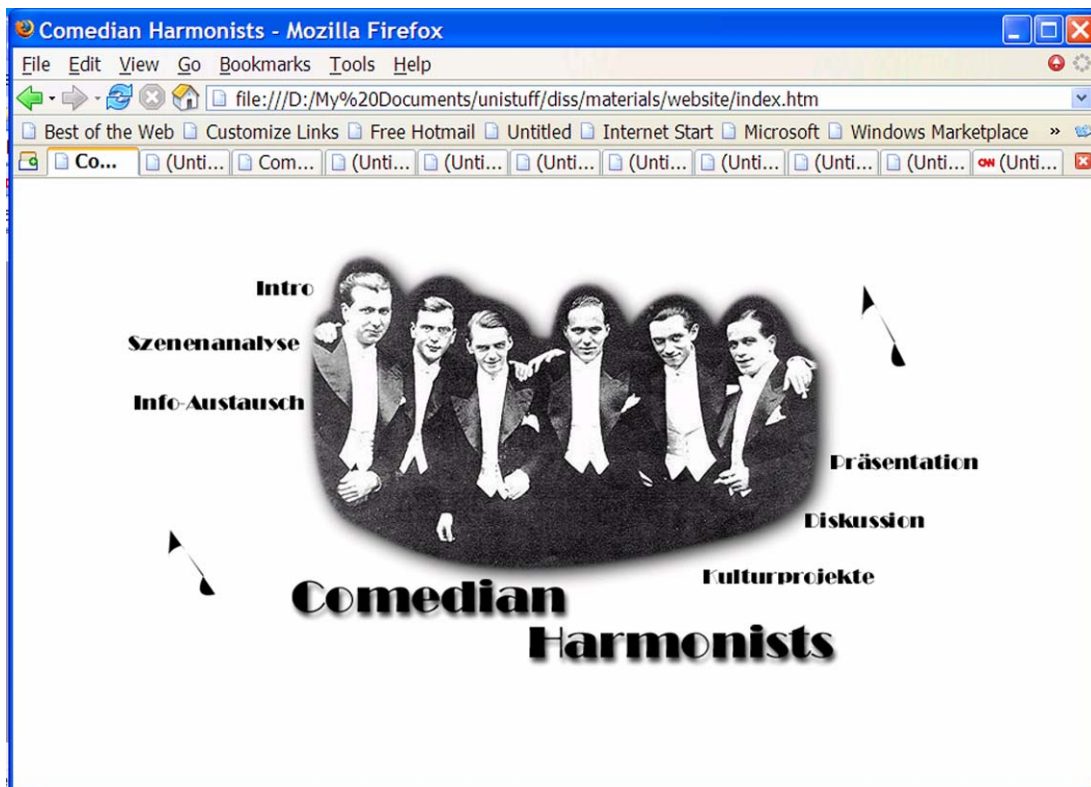 Comedian Harmonists - Mozilla Firefox
File Edit View Go Bookmarks Tools Help
file:///D:/My%20Documents/unistuff/diss/materials/website/index.htm
Best of the Web Customize Links Free Hotmail Untitled Internet Start Microsoft Windows Marketplace »
Co... (Unti... Com... (Unti... (Unti... (Unti... (Unti... (Unti... (Unti... (Unti... CNN (Unti...
Intro
Szenenanalyse
Info-Austausch
Präsentation
Diskussion
Kulturprojekte
Comedian
Harmonists